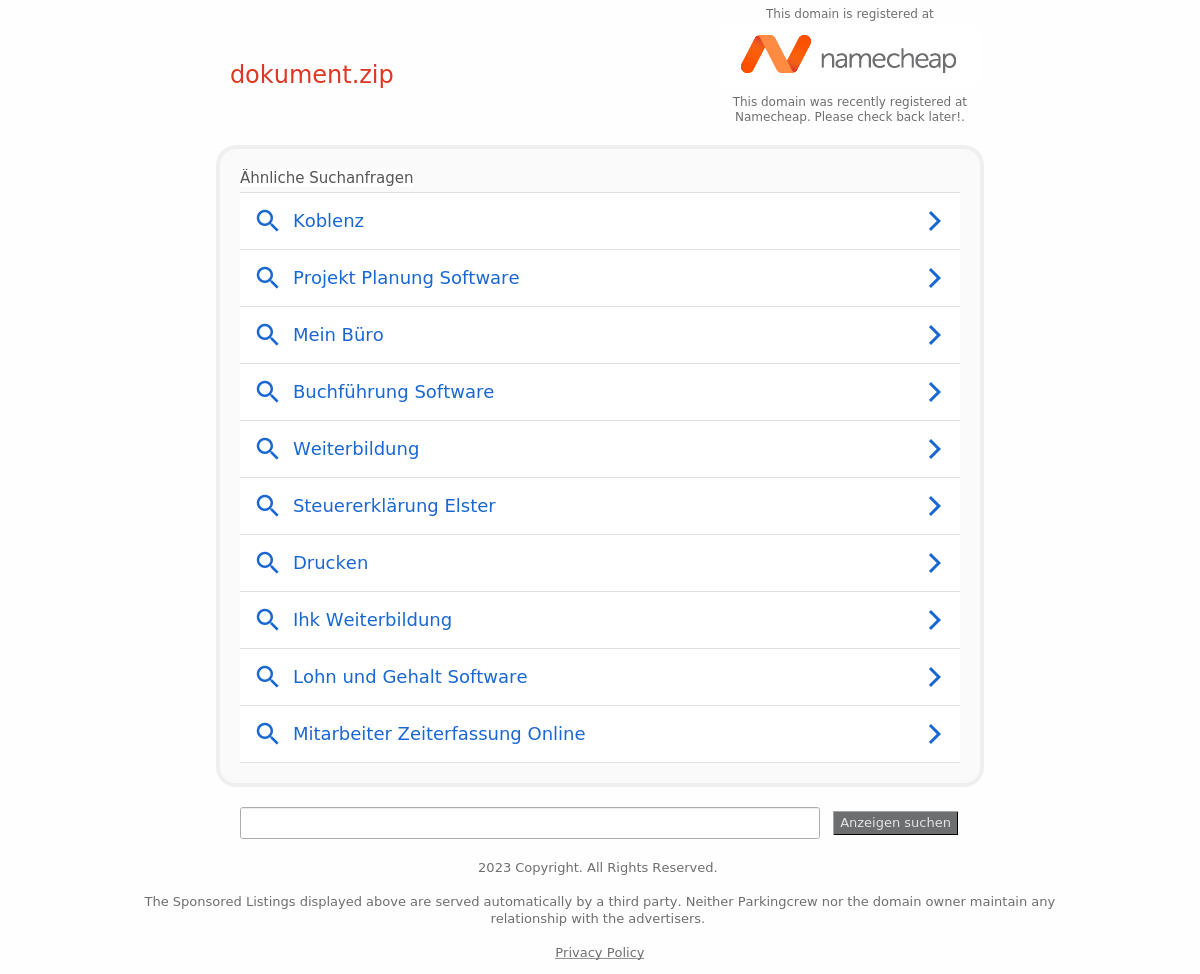 This domain is registered at
namecheap
dokument.zip
This domain was recently registered at
Namecheap. Please check back later!.
Ähnliche Suchanfragen
Koblenz
Projekt Planung Software
Mein Büro
Buchführung Software
Weiterbildung
Steuererklärung Elster
Drucken
Ihk Weiterbildung
Lohn und Gehalt Software
Mitarbeiter Zeiterfassung Online
Anzeigen suchen
2023 Copyright. All Rights Reserved.
The Sponsored Listings displayed above are served automatically by a third party. Neither Parkingcrew nor the domain owner maintain any
relationship with the advertisers.
Privacy Policy